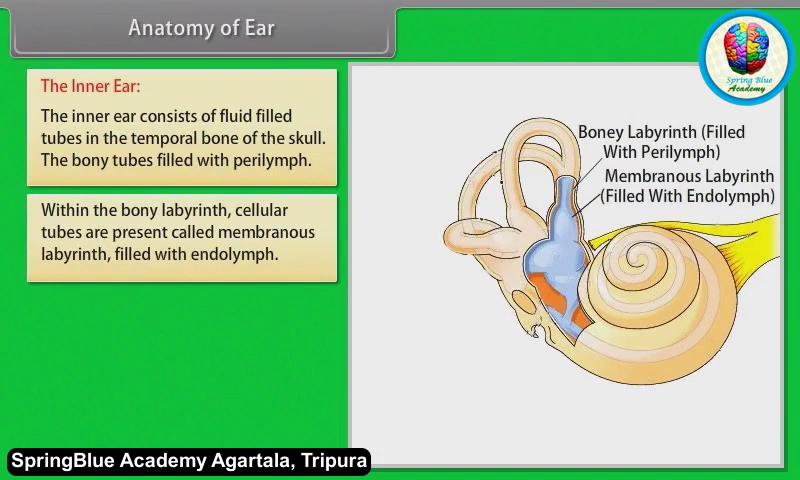 Anatomy of Ear
Spring Blue
Academy
The Inner Ear:
The inner ear consists of fluid filled
tubes in the temporal bone of the skull.
The bony tubes filled with perilymph.
Within the bony labyrinth, cellular
tubes are present called membranous
labyrinth, filled with endolymph.
Boney Labyrinth (Filled
With Perilymph)
Membranous Labyrinth
(Filled With Endolymph)
SpringBlue Academy Agartala, Tripura